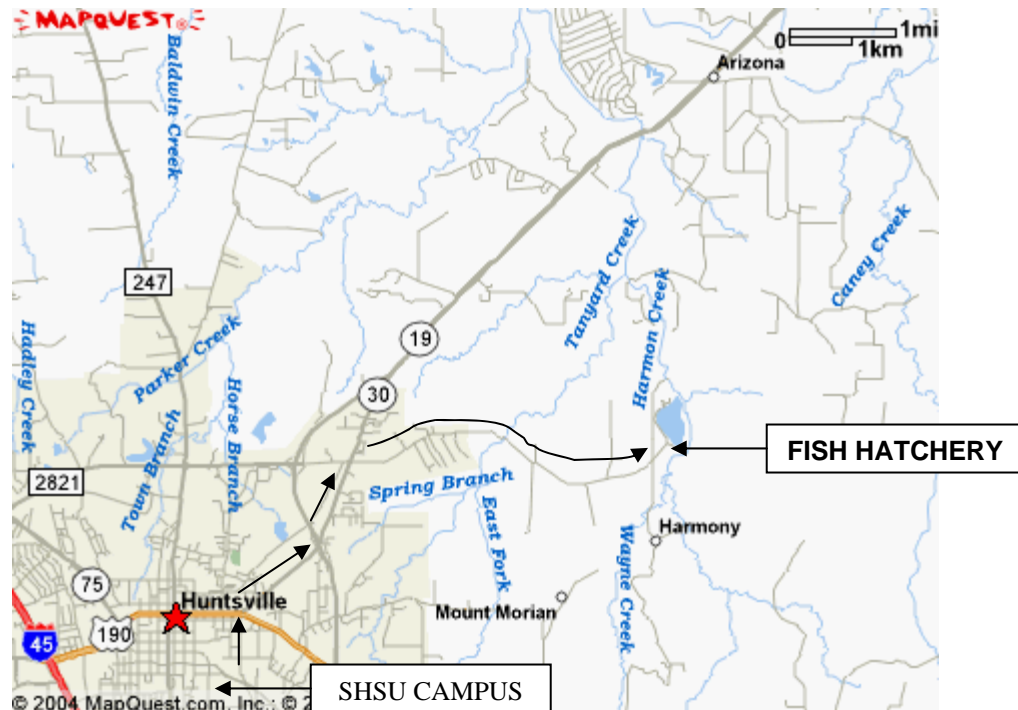 MAPQUEST®
0 1mi
1km
Arizona
Baldwin Creek
247
Parker Creek
Hadley Creek
Horse Branch
Town Branch
2821
19
30
Tanyard Creek
Harmon Creek
Caney Creek
FISH HATCHERY
Spring Branch
East Fork
Wayne Creek
Harmony
Mount Morian
75
Huntsville
190
45
SHSU CAMPUS
© 2004 MapQuest.com, Inc.; © 2